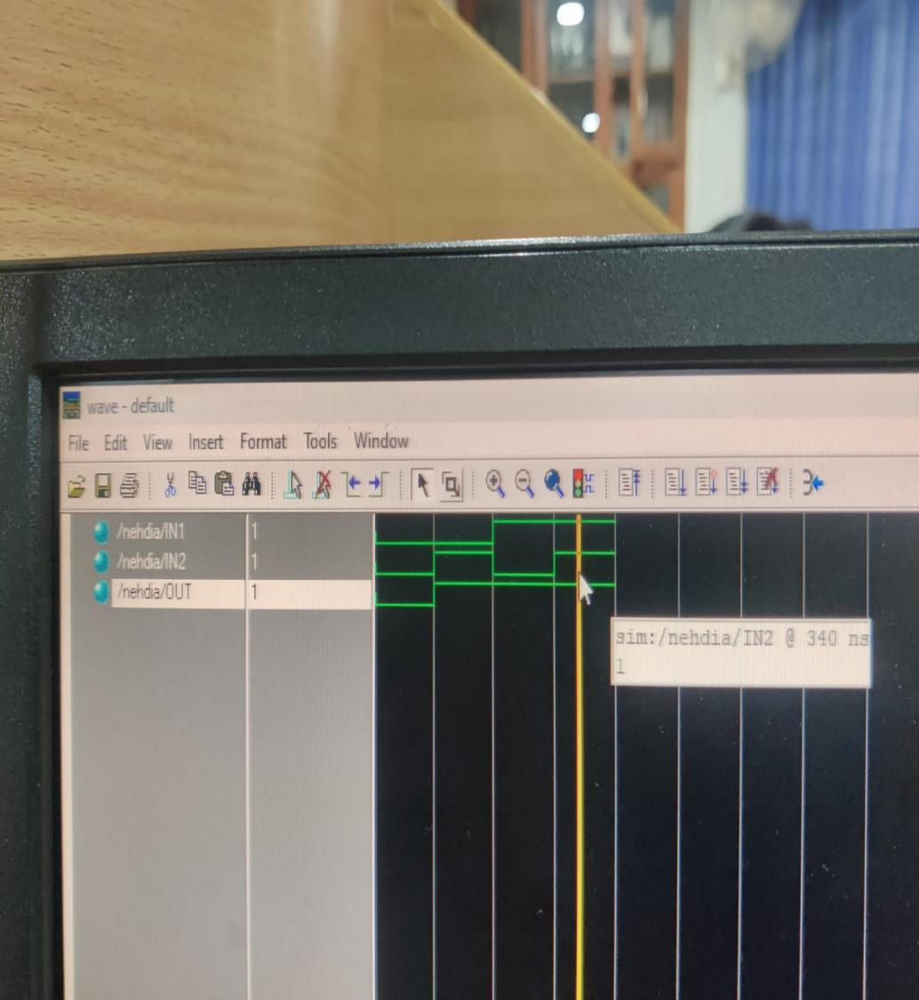 wave - default
File Edit View Insert Format Tools Window
/nehdia/IN1 1
/nehdia/IN2 1
/nehdia/OUT 1
sim:/nehdia/IN2 @ 340 ns
1